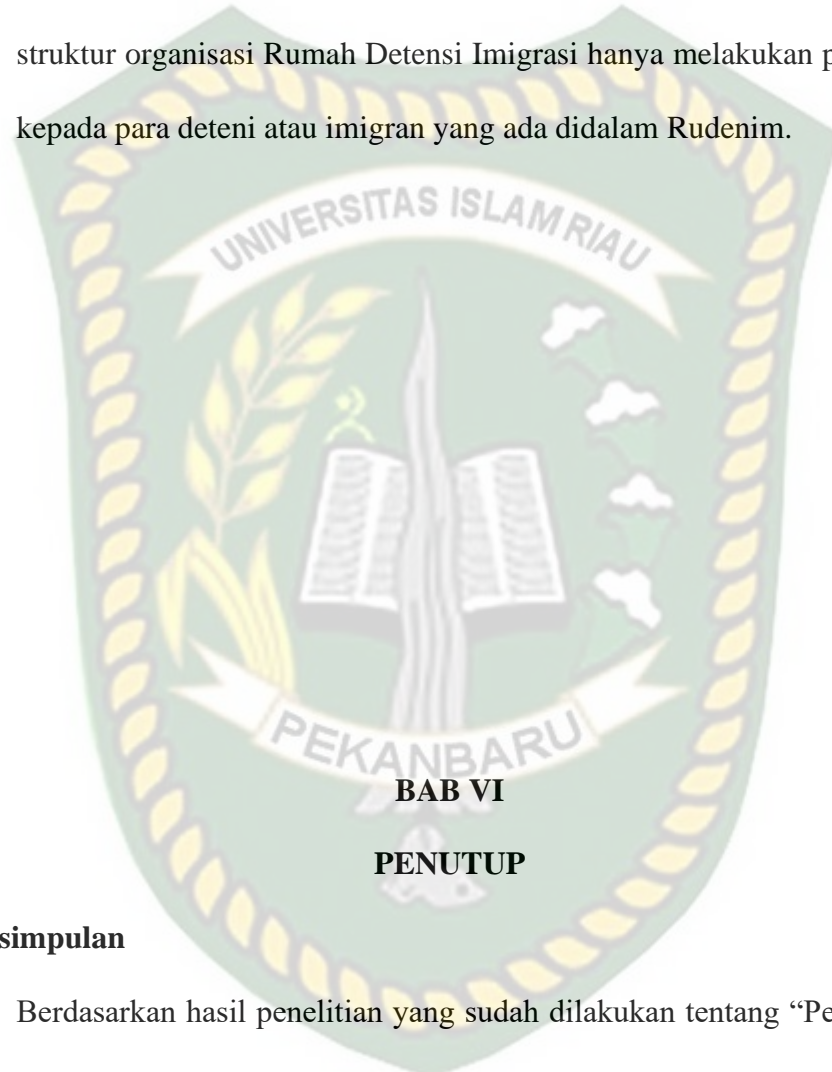 struktur organisasi Rumah Detensi Imigrasi hanya melakukan p
kepada para deteni atau imigran yang ada didalam Rudenim.
UNIVERSITAS ISLAM RIAU
PEKANBARU
BAB VI
PENUTUP
simpulan
Berdasarkan hasil penelitian yang sudah dilakukan tentang “Pe